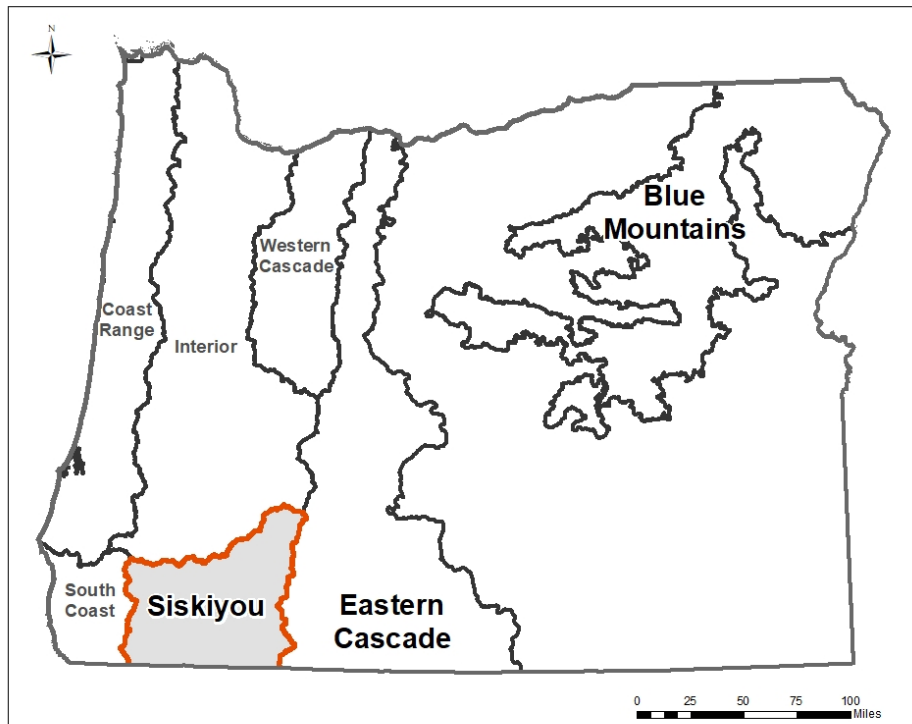 N
Blue
Mountains
Western
Cascade
Coast
Range
Interior
South
Coast
Siskiyou
Eastern
Cascade
0 25 50 75 100
Miles